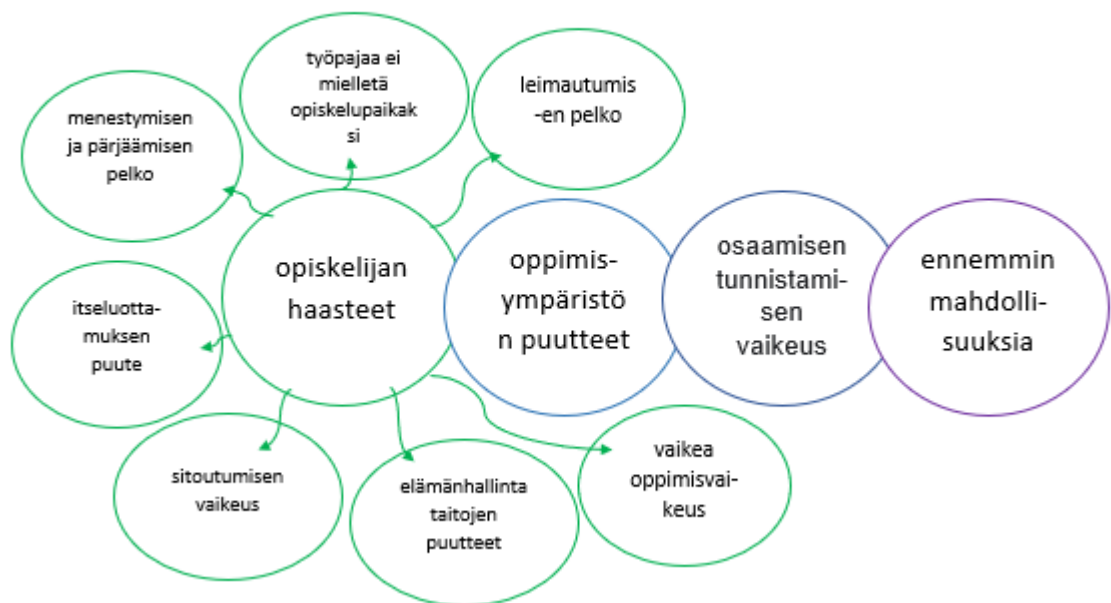 työpajaa ei
mielletä
opiskelupaikak
si
leimautumis
-en pelko
menestymisen
ja pärjäämisen
pelko
opiskelijan
haasteet
oppimis-
ympäristö
n puutteet
osaamisen
tunnistami-
sen
vaikeus
ennemmin
mahdolli-
suuksia
itseluotta-
muksen
puute
sitoutumisen
vaikeus
elämänhallinta
taitojen
puutteet
vaikea
oppimisvai-
keus